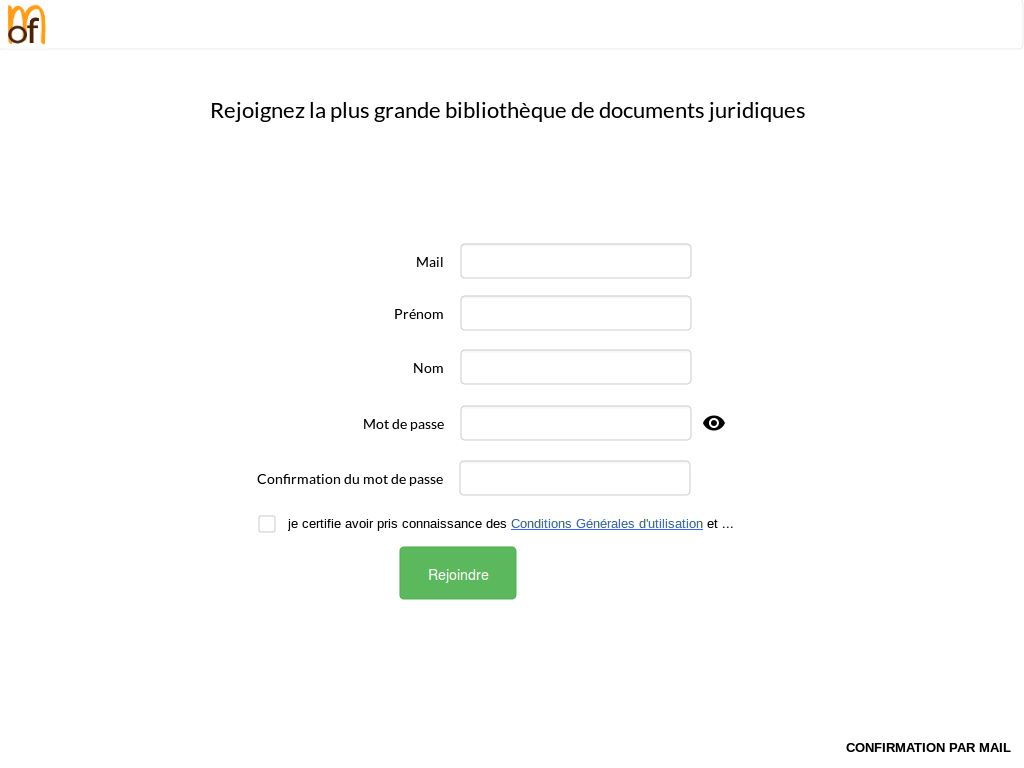 mof
Rejoignez la plus grande bibliothèque de documents juridiques
Mail
Prénom
Nom
Mot de passe
Confirmation du mot de passe
je certifie avoir pris connaissance des Conditions Générales d'utilisation et ...
Rejoindre
CONFIRMATION PAR MAIL